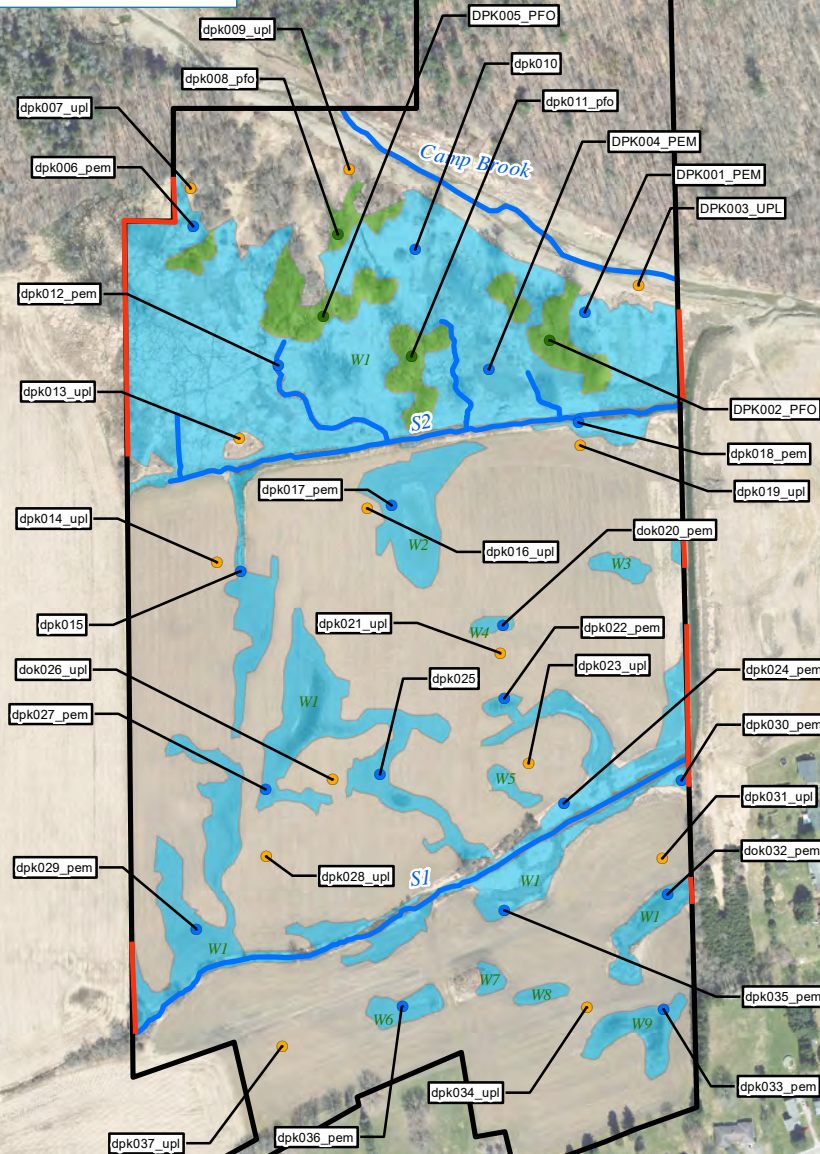 DPK005_PFO
dpk009_upl
dpk010
dpk008_pfo
dpk011_pfo
dpk007_upl
DPK004_PEM
Camp Brook
dpk006_pem
DPK001_PEM
DPK003_UPL
dpk012_pem
W1
dpk013_upl
DPK002_PFO
S2
dpk018_pem
dpk017_pem
dpk019_upl
dpk014_upl
dok020_pem
W2
dpk016_upl
W3
dpk015
dpk021_upl
W4
dpk022_pem
dok026_upl
dpk023_upl
dpk024_pem
dpk025
W1
dpk027_pem
dpk030_pem
W5
dpk031_upl
dok032_pem
dpk029_pem
dpk028_upl
S1
W1
W1
W1
W7
W8
dpk035_pem
W6
W9
dpk034_upl
dpk033_pem
dpk037_upl
dpk036_pem